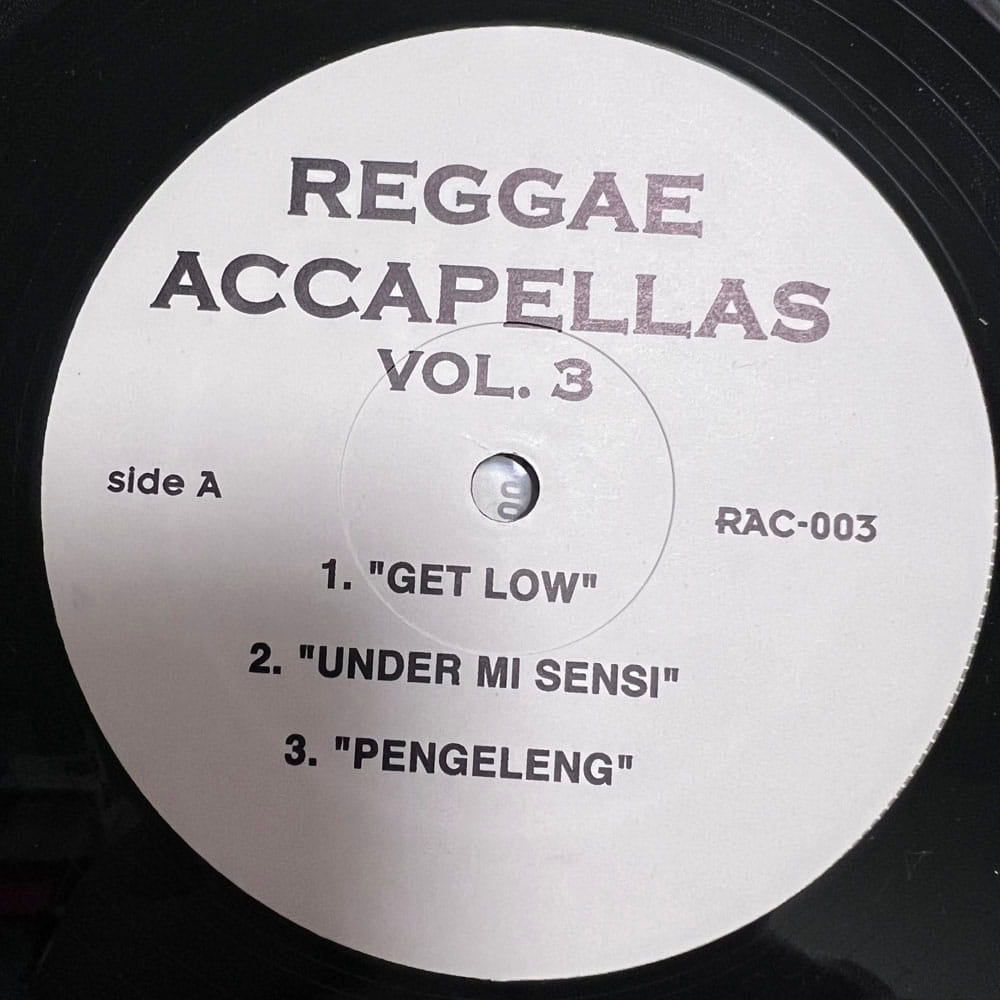 REGGAE
ACCAPELLAS
VOL. 3
side A
RAC-003
1. "GET LOW"
2. "UNDER MI SENSI"
3. "PENGELENG"